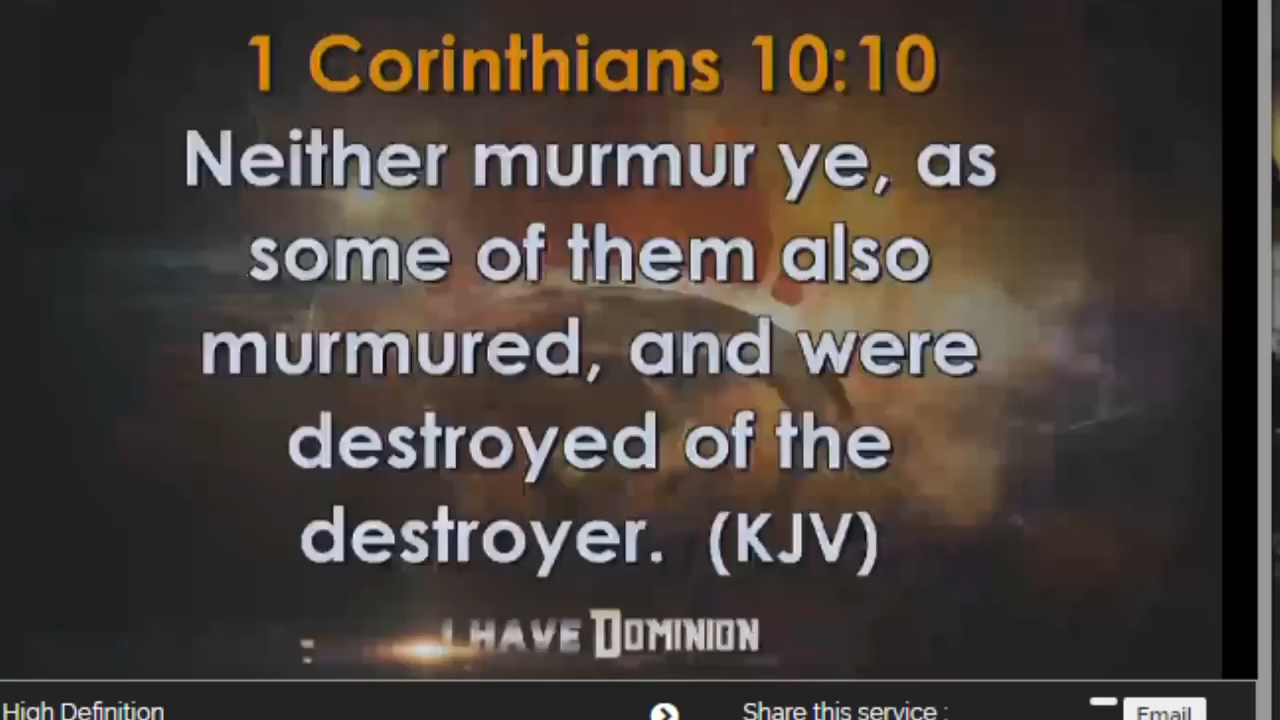 1 Corinthians 10:10
Neither murmur ye, as
some of them also
murmured, and were
destroyed of the
destroyer. (KJV)
I HAVE DOMINION
High Definition
Share this service :
Email